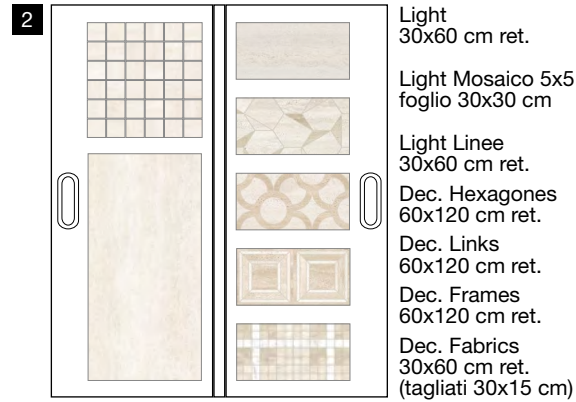 2
Light
30x60 cm ret.
Light Mosaico 5x5
foglio 30x30 cm
Light Linee
30x60 cm ret.
Dec. Hexagones
60x120 cm ret.
Dec. Links
60x120 cm ret.
Dec. Frames
60x120 cm ret.
Dec. Fabrics
30x60 cm ret.
(tagliati 30x15 cm)